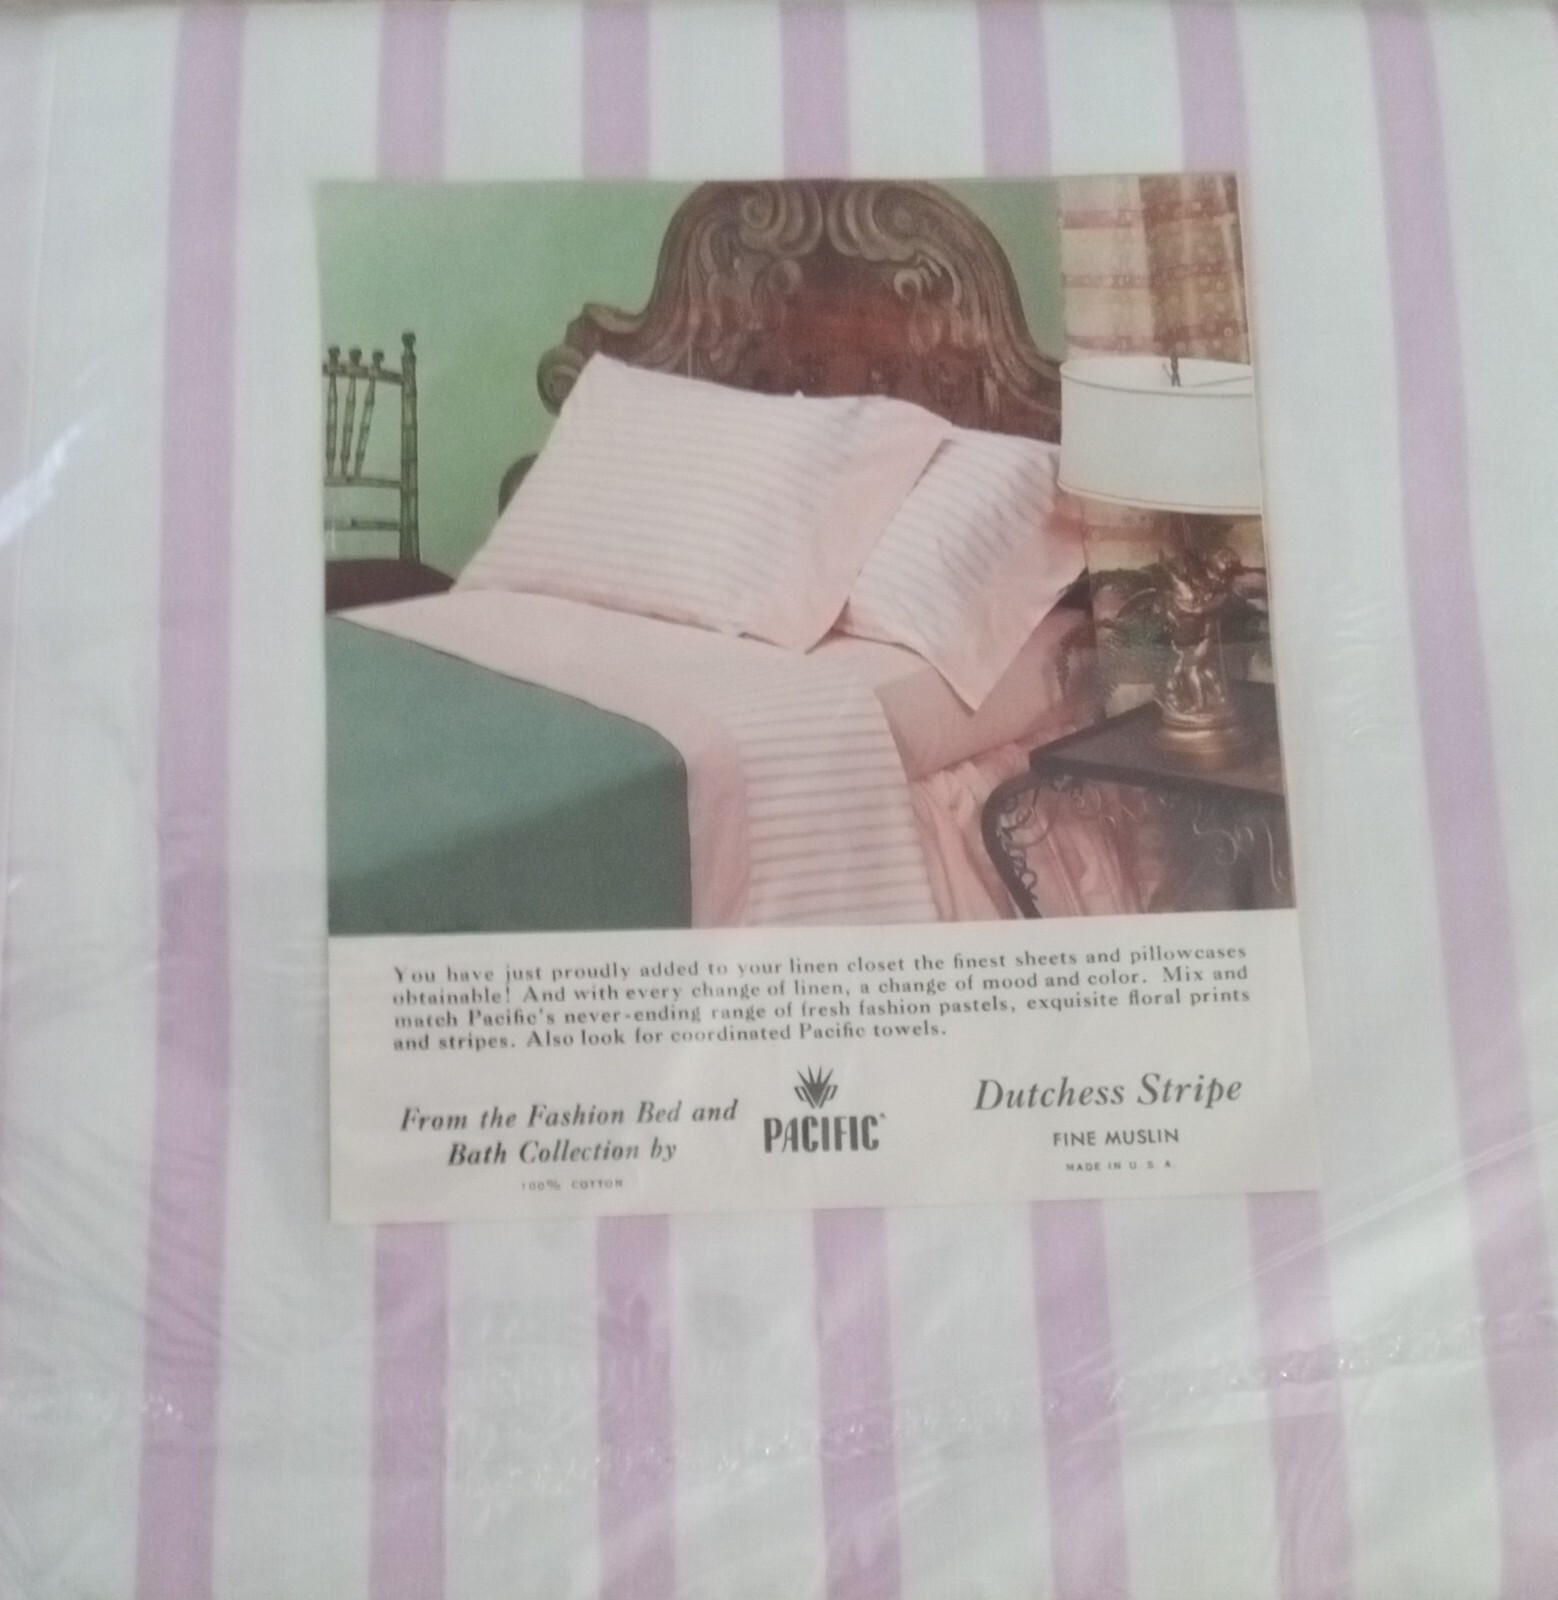 You have just proudly added to your linen closet the finest sheets and pillowcases
obtainable! And with every change of linen, a change of mood and color. Mix and
match Pacific's never-ending range of fresh fashion pastels, exquisite floral prints
and stripes. Also look for coordinated Pacific towels.
From the Fashion Bed and
Bath Collection by
100% COTTON
PACIFIC
Dutchess Stripe
FINE MUSLIN
MADE IN U. S. A.